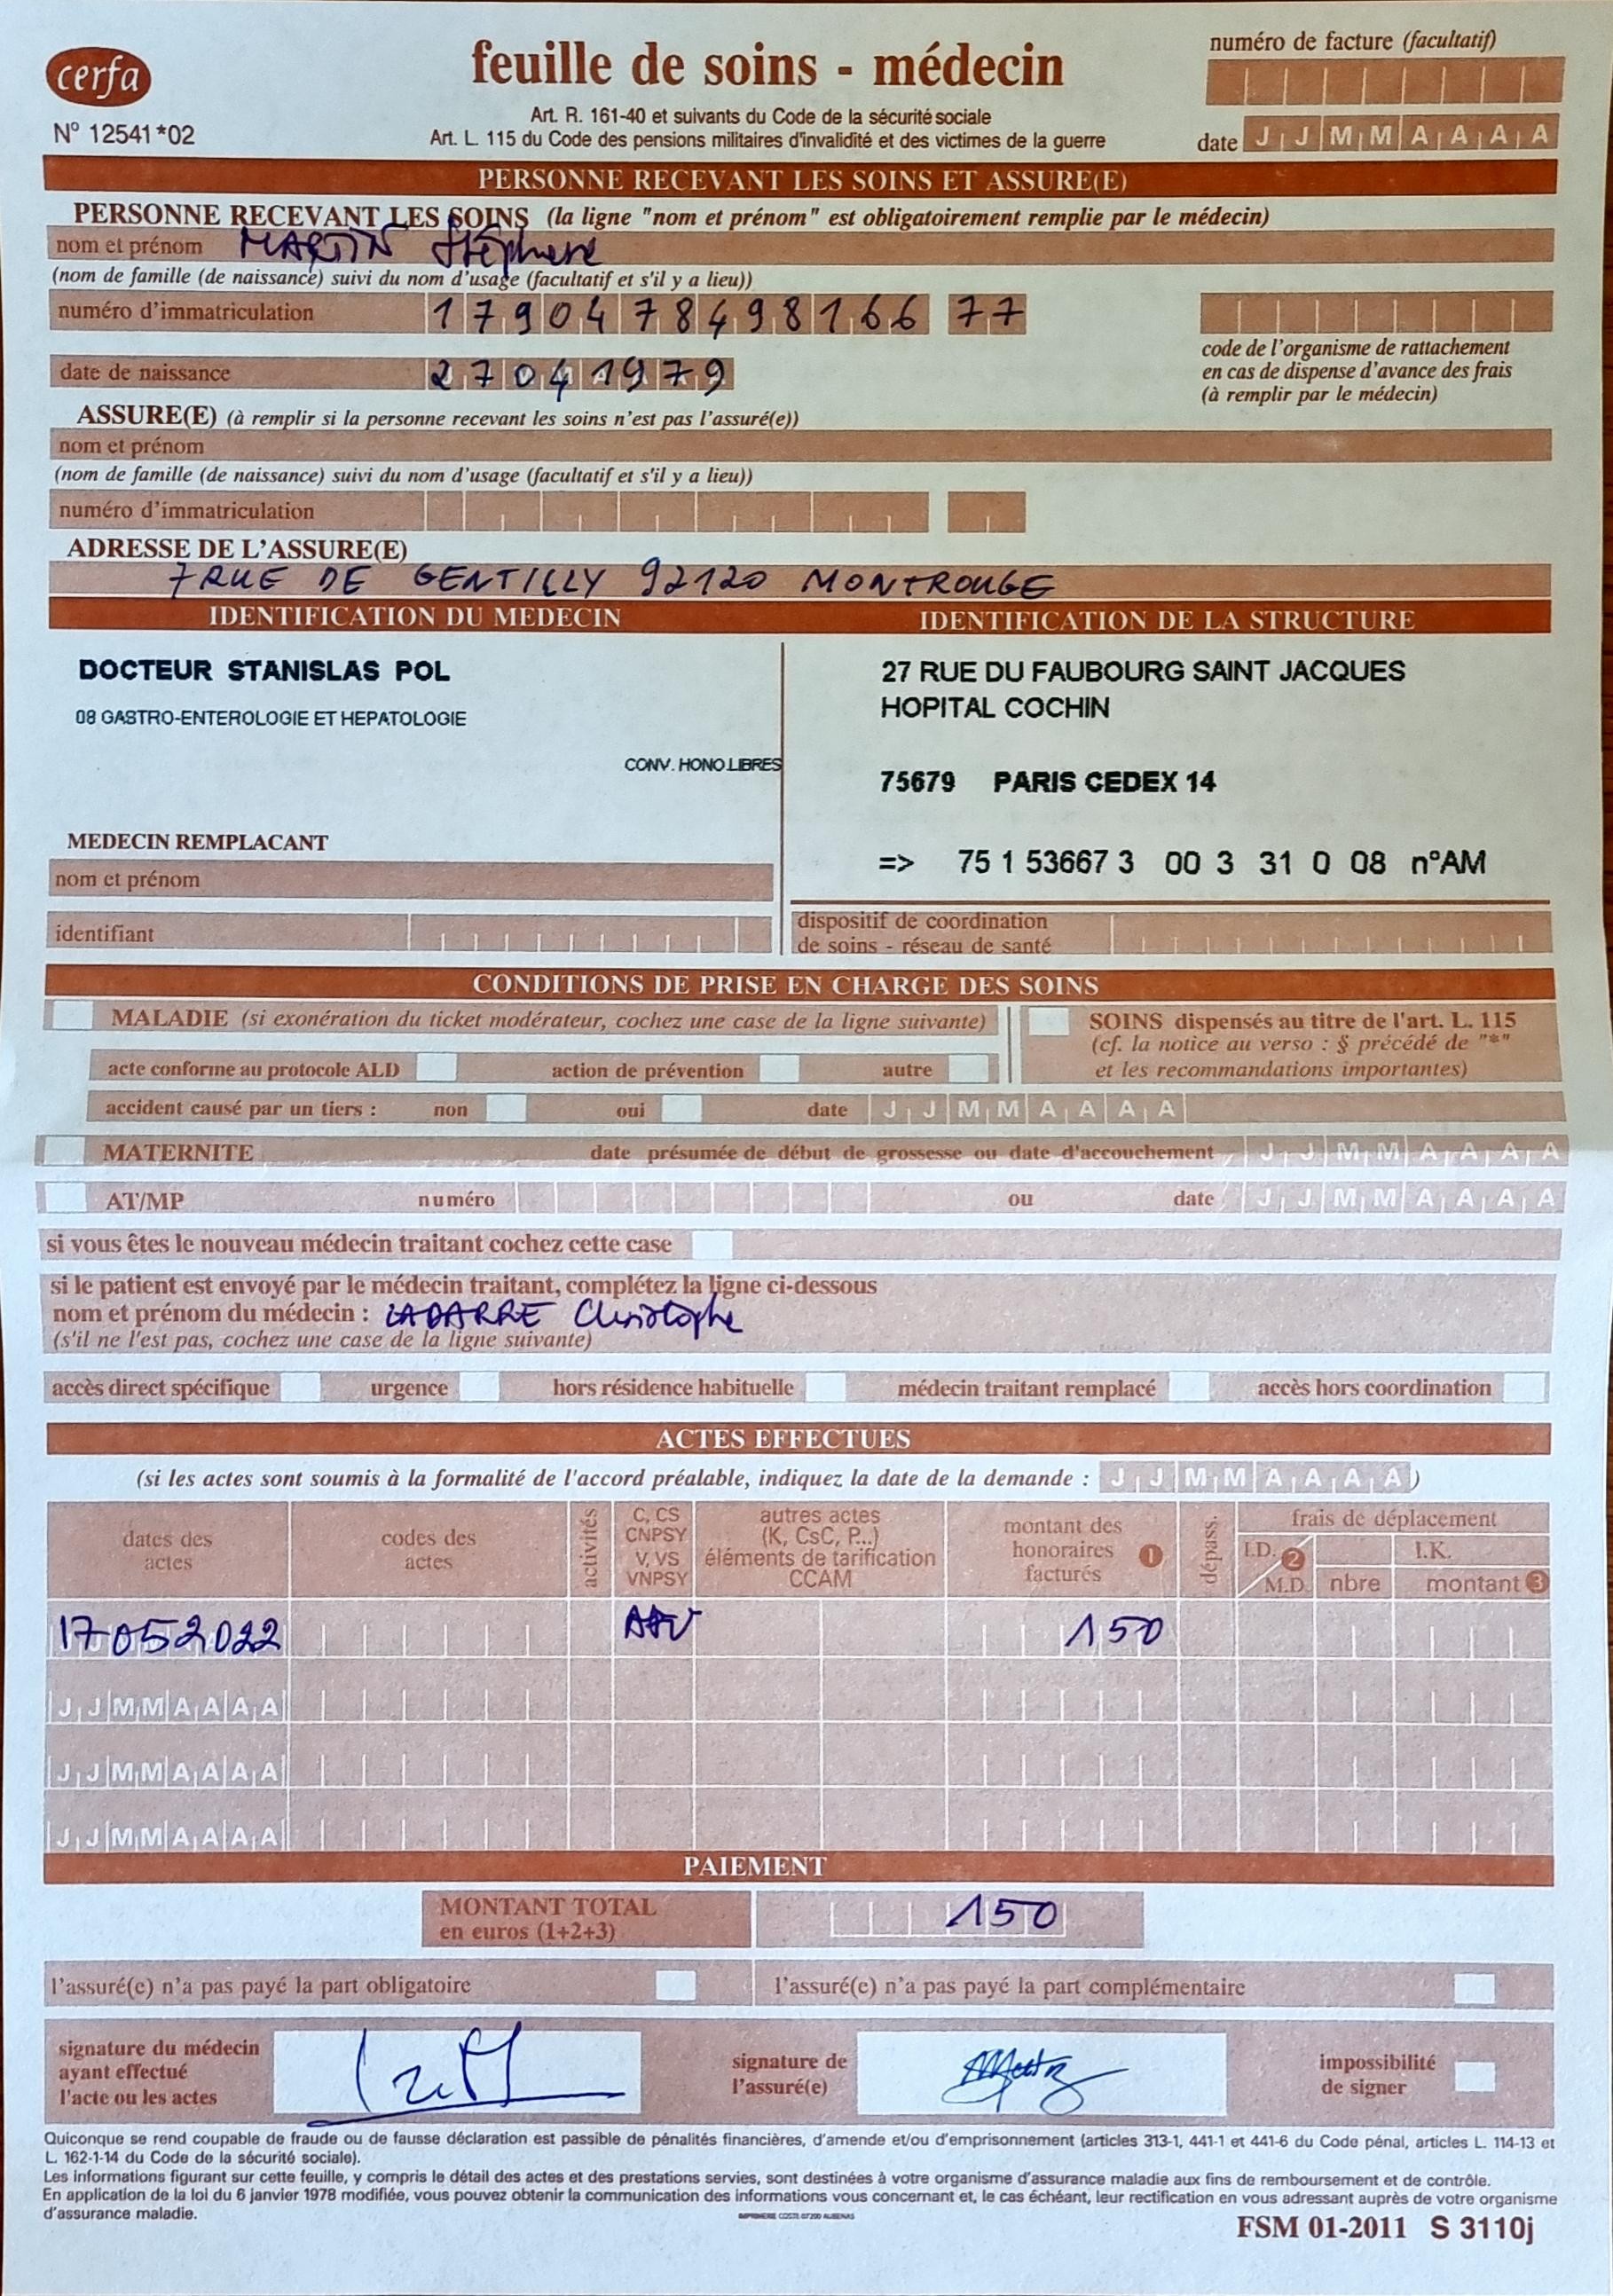 cerfa
N° 12541*02
feuille de soins - médecin
Art. R. 161-40 et suivants du Code de la sécurité sociale
Art. L. 115 du Code des pensions militaires d'invalidité et des victimes de la guerre
numéro de facture (facultatif)
date J J M M A A A A
PERSONNE RECEVANT LES SOINS ET ASSURE(E)
PERSONNE RECEVANT LES SOINS (la ligne "nom et prénom" est obligatoirement remplie par le médecin)
nom et prénom MARTIN Stéphane
(nom de famille (de naissance) suivi du nom d'usage (facultatif et s'il y a lieu))
numéro d'immatriculation 1790478498166 77
code de l'organisme de rattachement
en cas de dispense d'avance des frais
(à remplir par le médecin)
date de naissance 27041979
ASSURE(E) (à remplir si la personne recevant les soins n'est pas l'assuré(e))
nom et prénom
(nom de famille (de naissance) suivi du nom d'usage (facultatif et s'il y a lieu))
numéro d'immatriculation
ADRESSE DE L'ASSURE(E)
7 RUE DE GENTILLY 92120 MONTROUGE
IDENTIFICATION DU MEDECIN
DOCTEUR STANISLAS POL
08 GASTRO-ENTEROLOGIE ET HEPATOLOGIE
CONV. HONO LIBRES
MEDECIN REMPLACANT
nom et prénom
identifiant
IDENTIFICATION DE LA STRUCTURE
27 RUE DU FAUBOURG SAINT JACQUES
HOPITAL COCHIN
75679 PARIS CEDEX 14
=> 75 1 53667 3 00 3 31 0 08 n°AM
dispositif de coordination
de soins - réseau de santé
CONDITIONS DE PRISE EN CHARGE DES SOINS
MALADIE (si exonération du ticket modérateur, cochez une case de la ligne suivante)
acte conforme au protocole ALD action de prévention autre
SOINS dispensés au titre de l'art. L. 115
(cf. la notice au verso : § précédé de "*"
et les recommandations importantes)
accident causé par un tiers : non oui date J J M M A A A A
MATERNITE date présumée de début de grossesse ou date d'accouchement J J M M A A A A
AT/MP numéro ou date J J M M A A A A
si vous êtes le nouveau médecin traitant cochez cette case
si le patient est envoyé par le médecin traitant, complétez la ligne ci-dessous
nom et prénom du médecin : Christophe
(s'il ne l'est pas, cochez une case de la ligne suivante)
accès direct spécifique urgence hors résidence habituelle médecin traitant remplacé accès hors coordination
ACTES EFFECTUES
(si les actes sont soumis à la formalité de l'accord préalable, indiquez la date de la demande : J J M M A A A A )
dates des
actes
codes des
actes
activités
C, CS
CNPSY
V, VS
VNPSY
autres actes
(K, CsC, P...)
éléments de tarification
CCAM
montant des
honoraires 1
facturés
dépass.
frais de déplacement
I.D. 2
M.D.
I.K.
nbre montant 3
17052022 150
J J M M A A A A
J J M M A A A A
J J M M A A A A
PAIEMENT
MONTANT TOTAL
en euros (1+2+3)
150
l'assuré(e) n'a pas payé la part obligatoire
l'assuré(e) n'a pas payé la part complémentaire
signature du médecin
ayant effectué
l'acte ou les actes
signature de
l'assuré(e)
impossibilité
de signer
Quiconque se rend coupable de fraude ou de fausse déclaration est passible de pénalités financières, d'amende et/ou d'emprisonnement (articles 313-1, 441-1 et 441-6 du Code pénal, articles L. 114-13 et
L. 162-1-14 du Code de la sécurité sociale).
Les informations figurant sur cette feuille, y compris le détail des actes et des prestations servies, sont destinées à votre organisme d'assurance maladie aux fins de remboursement et de contrôle.
En application de la loi du 6 janvier 1978 modifiée, vous pouvez obtenir la communication des informations vous concernant et, le cas échéant, leur rectification en vous adressant auprès de votre organisme
d'assurance maladie.
IMPRIMERIE COSTE 07200 AUBENAS
FSM 01-2011 S 3110j